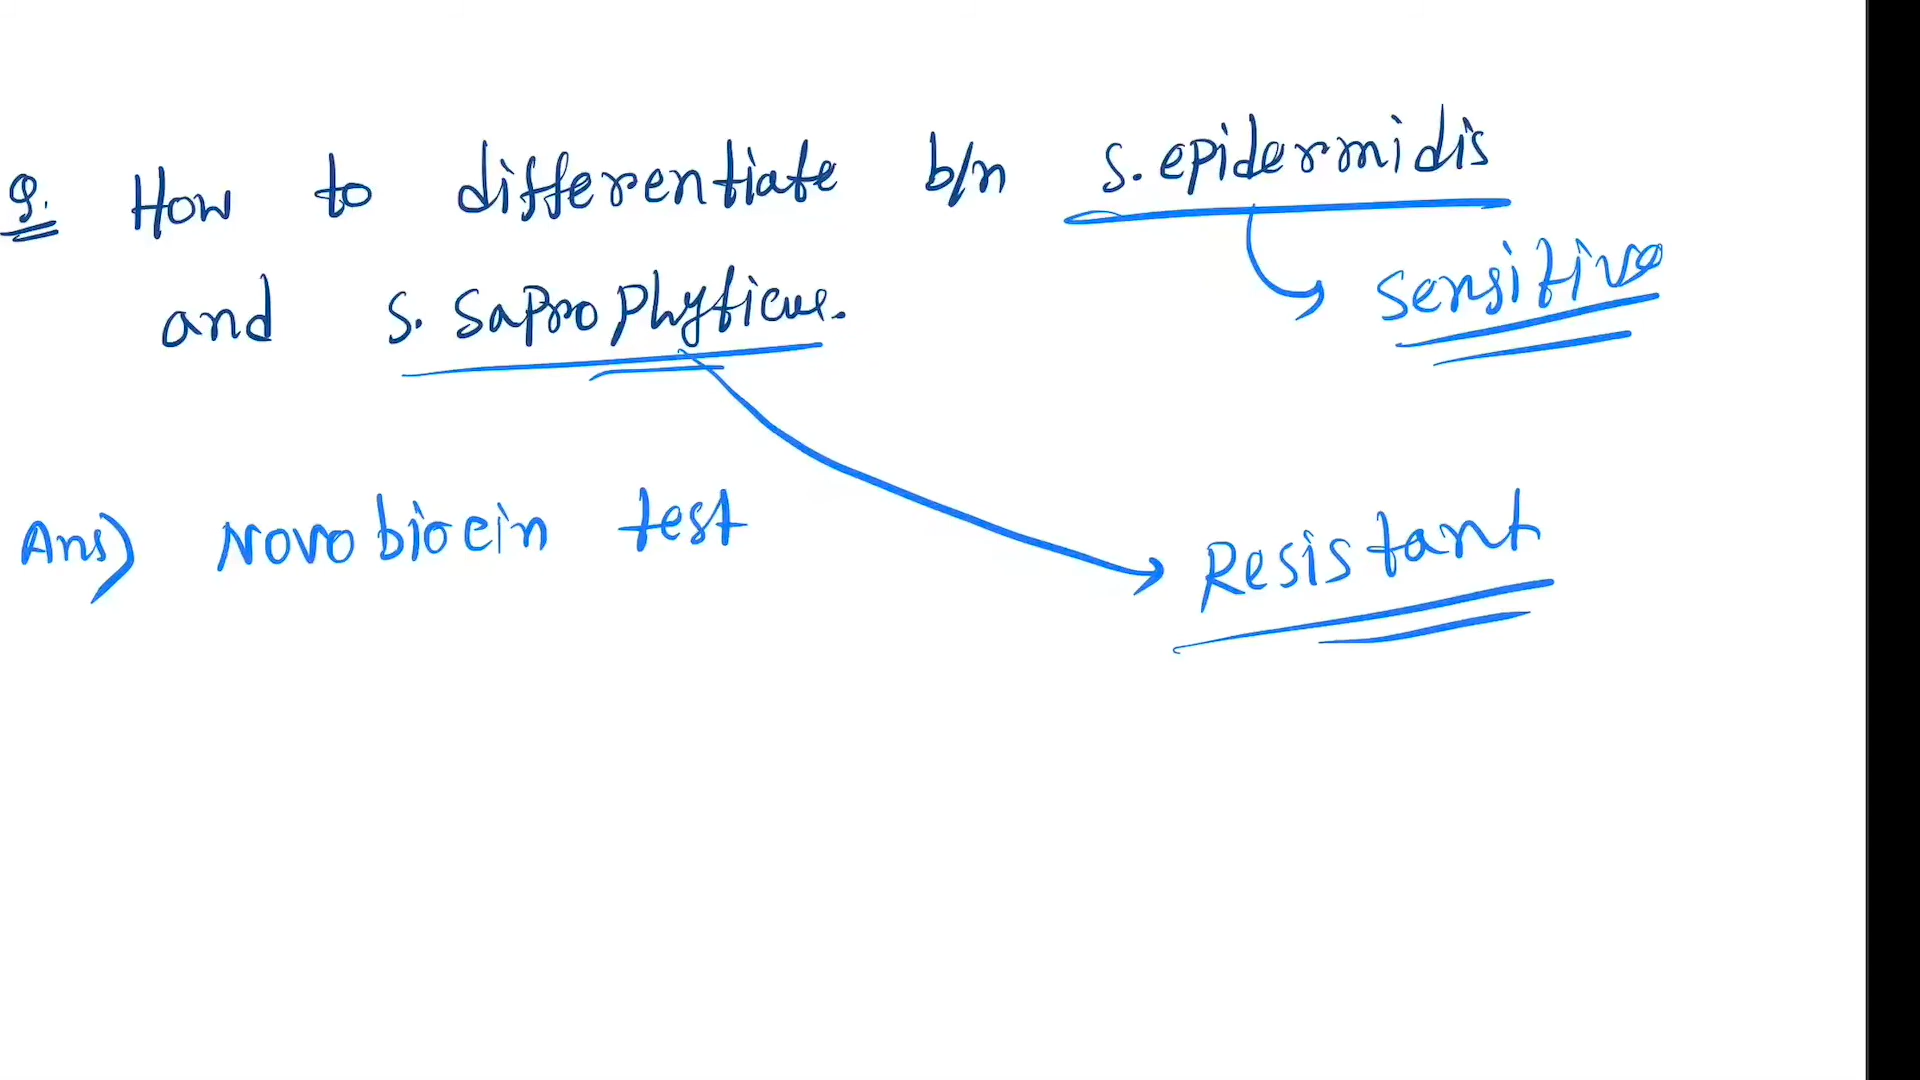 Q. How to differentiate b/n S. epidermidis
Sensitive
and S. Saprophyticus.
Ans) Novobiocin test
Resistant